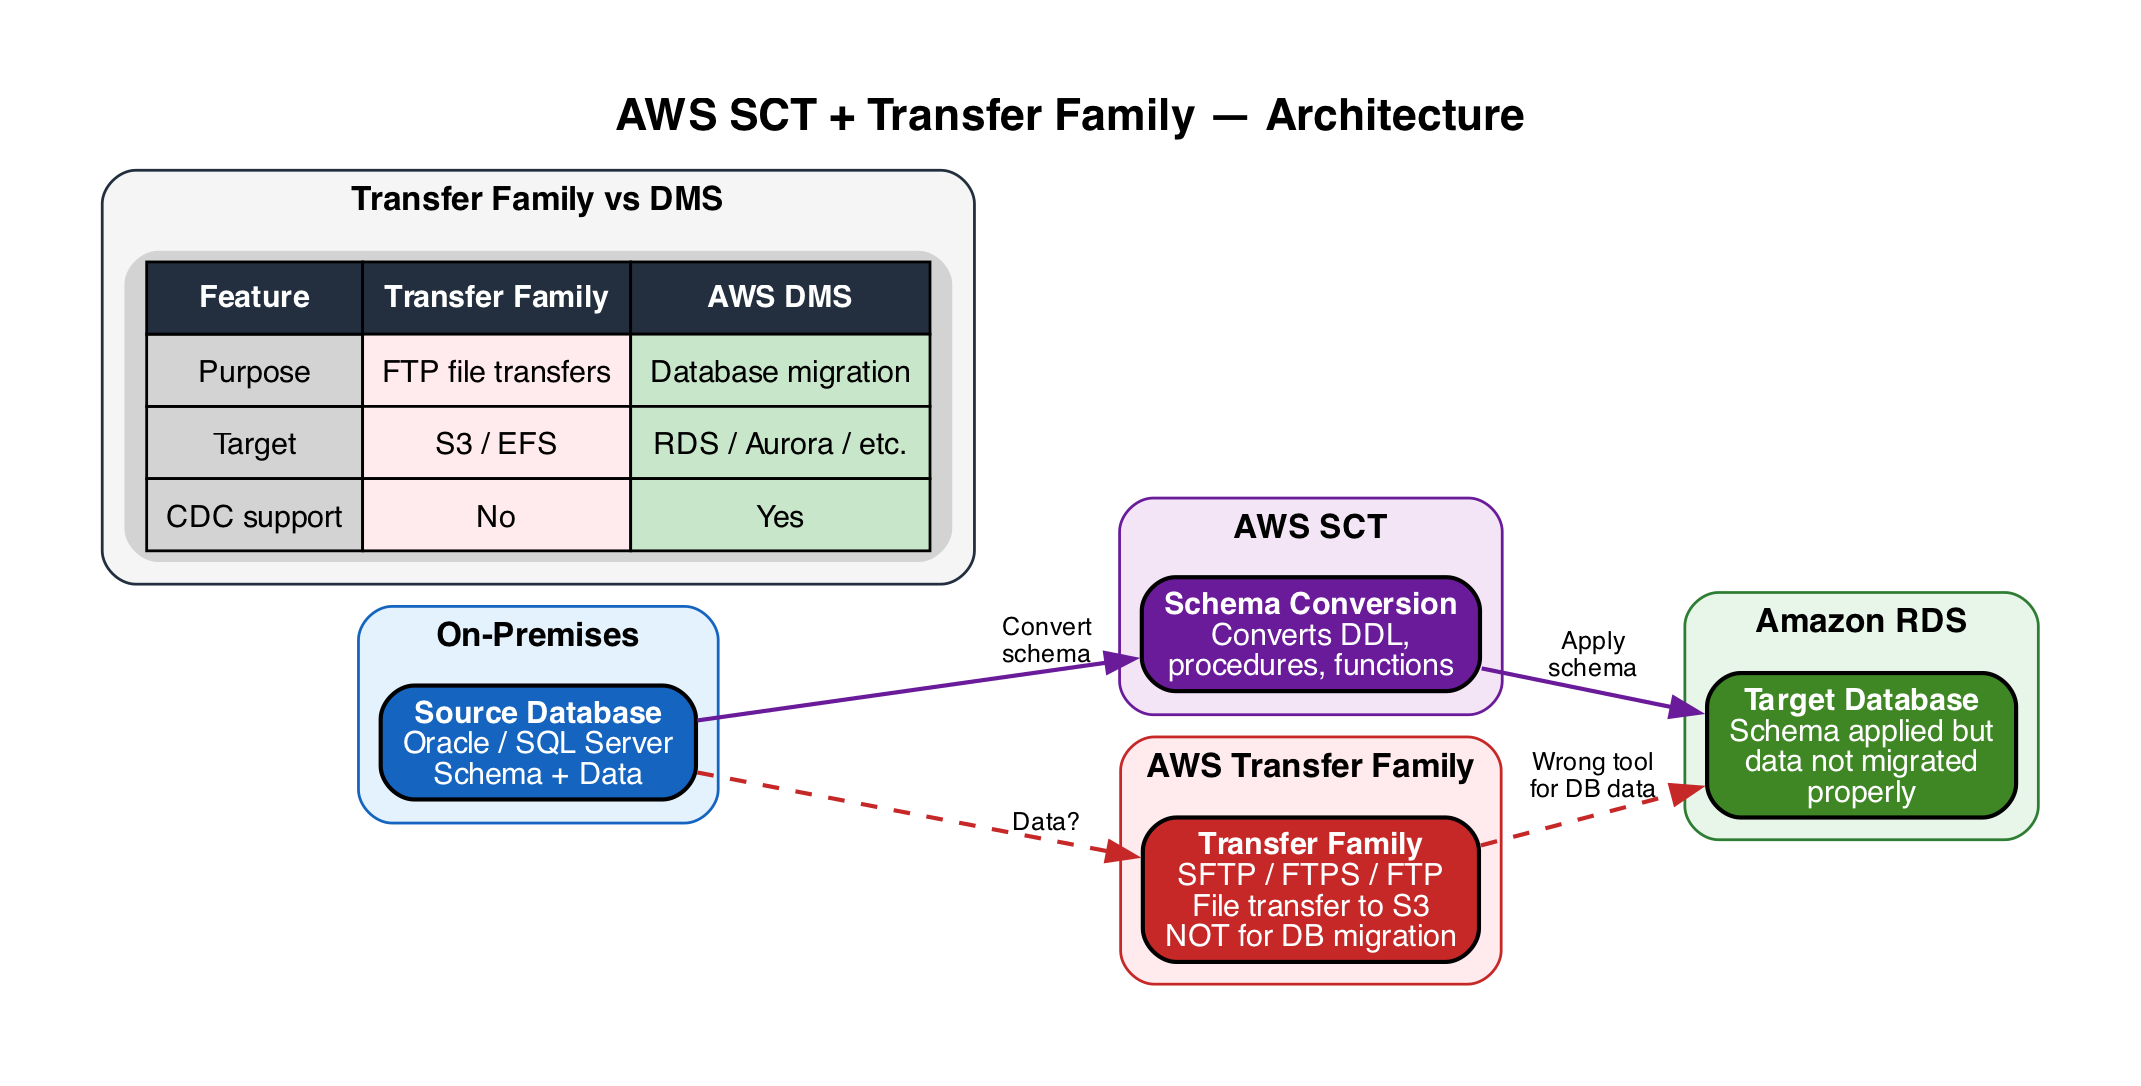 AWS SCT + Transfer Family — Architecture
Transfer Family vs DMS
Feature Transfer Family AWS DMS
Purpose FTP file transfers Database migration
Target S3 / EFS RDS / Aurora / etc.
CDC support No Yes
On-Premises
Source Database
Oracle / SQL Server
Schema + Data
Convert
schema
Data?
AWS SCT
Schema Conversion
Converts DDL,
procedures, functions
AWS Transfer Family
Transfer Family
SFTP / FTPS / FTP
File transfer to S3
NOT for DB migration
Apply
schema
Wrong tool
for DB data
Amazon RDS
Target Database
Schema applied but
data not migrated
properly